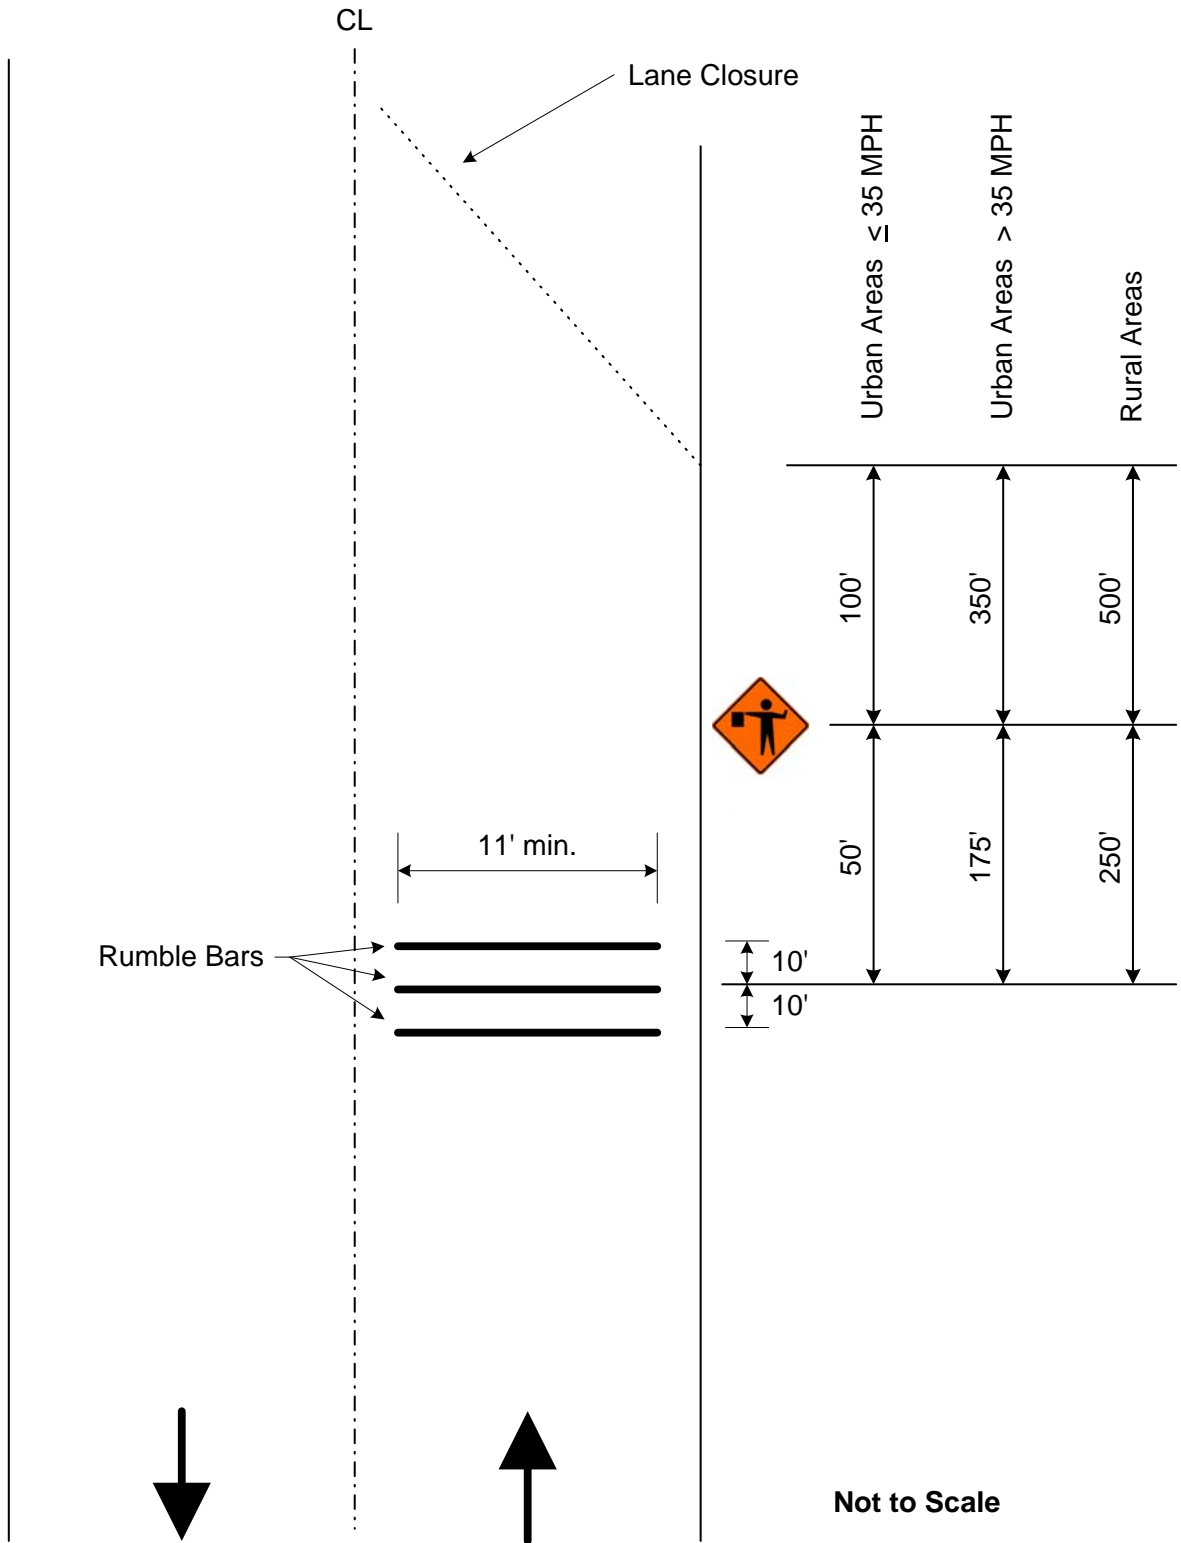 CL
Lane Closure
Urban Areas ≤ 35 MPH
Urban Areas > 35 MPH
Rural Areas
100'
350'
500'
11' min.
50'
175'
250'
Rumble Bars
10'
10'
Not to Scale